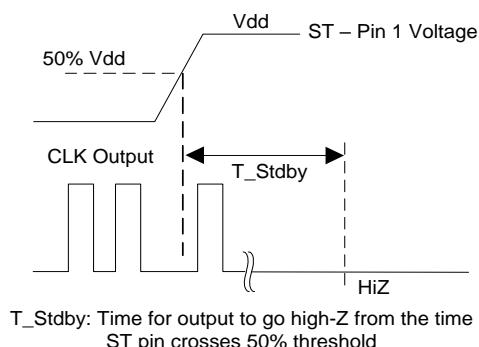 Vdd
ST – Pin 1 Voltage
50% Vdd
CLK Output
T_Stdby
HiZ
T_Stdby: Time for output to go high-Z from the time
ST pin crosses 50% threshold